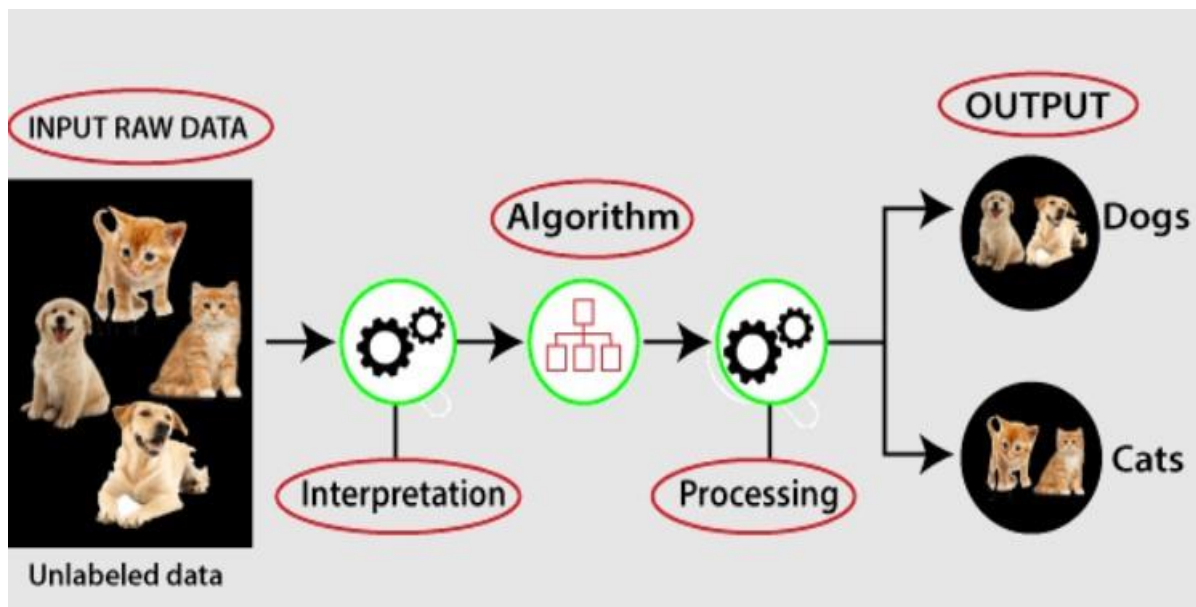 INPUT RAW DATA
Unlabeled data
Interpretation
Algorithm
Processing
OUTPUT
Dogs
Cats